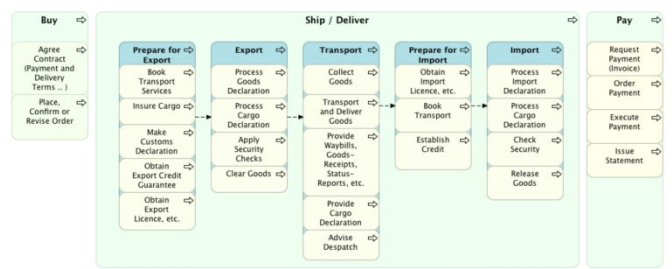 Buy
Agree
Contract
(Payment and
Delivery
Terms .. )
Place,
Confirm or
Revise Order
Ship / Deliver
Prepare for
Export
Book
Transport
Services
Insure Cargo
Make
Customs
Declaration
Obtain
Export Credit
Guarantee
Obtain
Export
Licence, etc.
Export
Process
Goods
Declaration
Process
Cargo
Declaration
Apply
Security
Checks
Clear Goods
Transport
Collect
Goods
Transport
and Deliver
Goods
Provide
Waybills,
Goods-
Receipts,
Status-
Reports, etc.
Provide
Cargo
Declaration
Advise
Despatch
Prepare for
Import
Obtain
Import
Licence, etc.
Book
Transport
Establish
Credit
Import
Process
Import
Declaration
Process
Cargo
Declaration
Check
Security
Release
Goods
Pay
Request
Payment
(Invoice)
Order
Payment
Execute
Payment
Issue
Statement